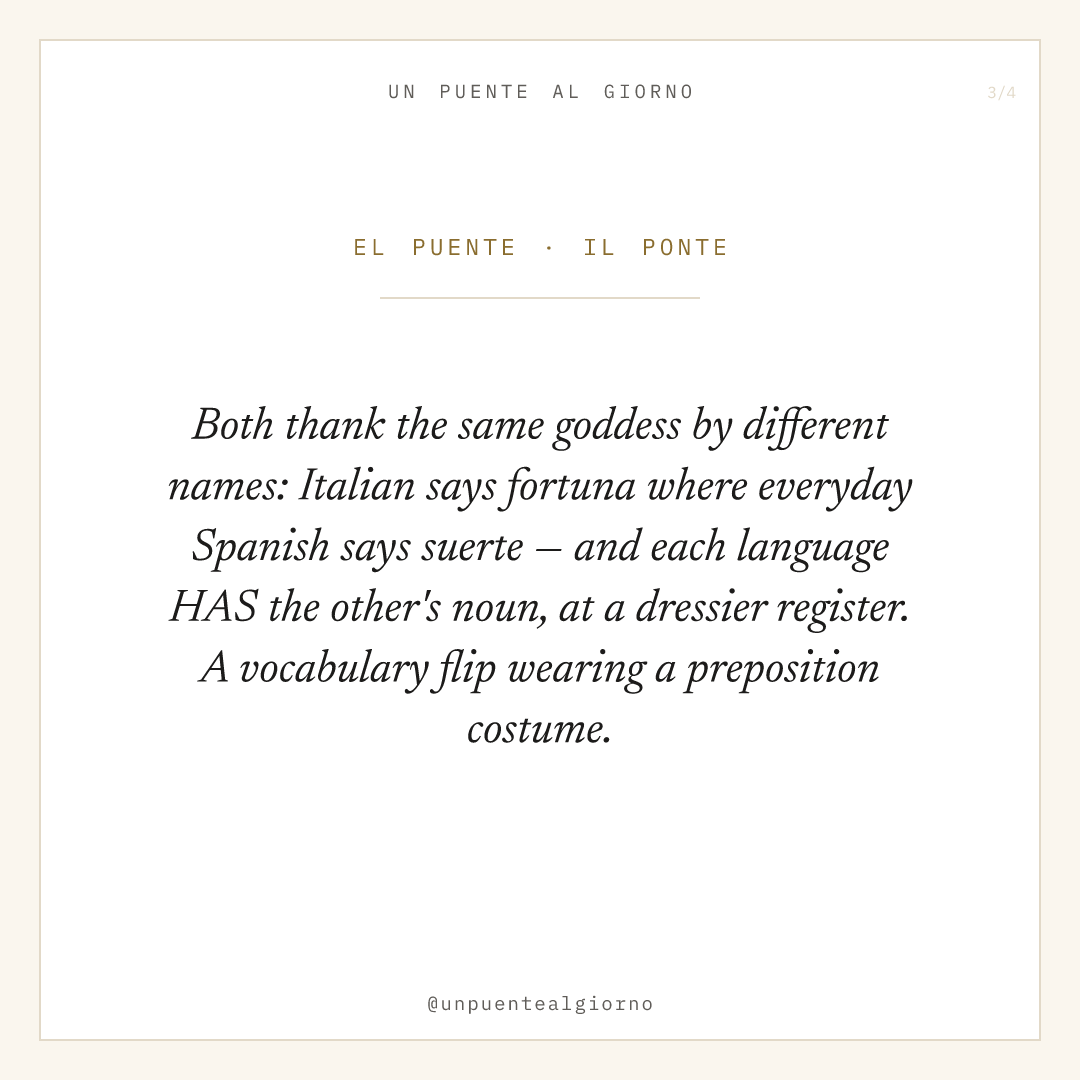 UN PUENTE AL GIORNO
3/4
EL PUENTE · IL PONTE
Both thank the same goddess by different
names: Italian says fortuna where everyday
Spanish says suerte — and each language
HAS the other's noun, at a dressier register.
A vocabulary flip wearing a preposition
costume.
@unpuentealgiorno